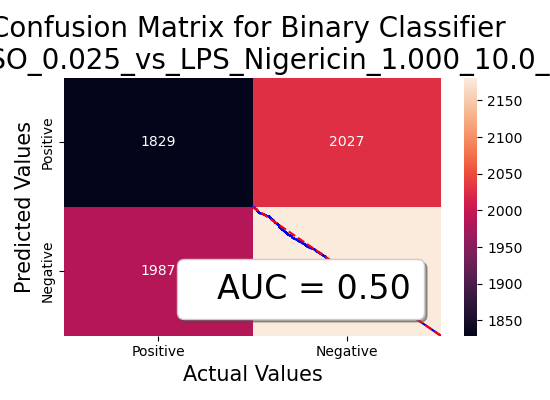 Confusion Matrix for Binary Classifier
SO_0.025_vs_LPS_Nigericin_1.000_10.0_
Predicted Values
Positive
Negative
1829
2027
1987
AUC = 0.50
Positive
Negative
Actual Values
2150
2100
2050
2000
1950
1900
1850